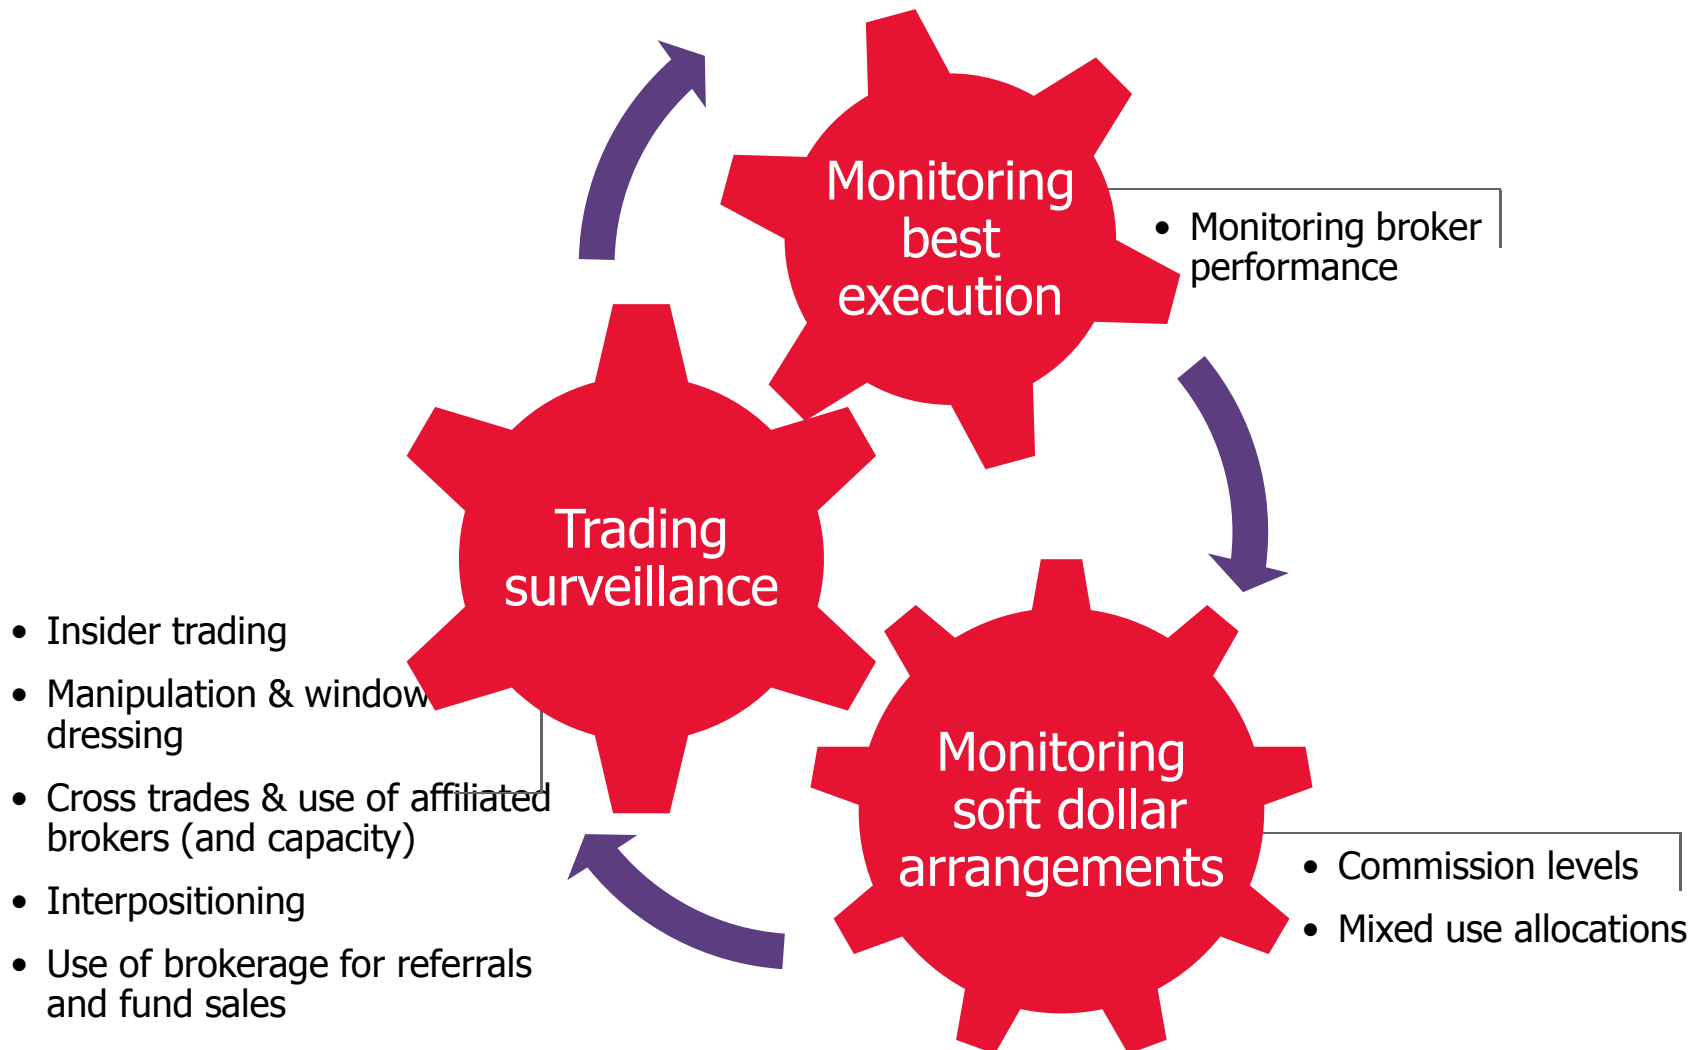 Monitoring
best
execution
• Monitoring broker
performance
Trading
surveillance
• Insider trading
• Manipulation & window
dressing
• Cross trades & use of affiliated
brokers (and capacity)
• Interpositioning
• Use of brokerage for referrals
and fund sales
Monitoring
soft dollar
arrangements
• Commission levels
• Mixed use allocations